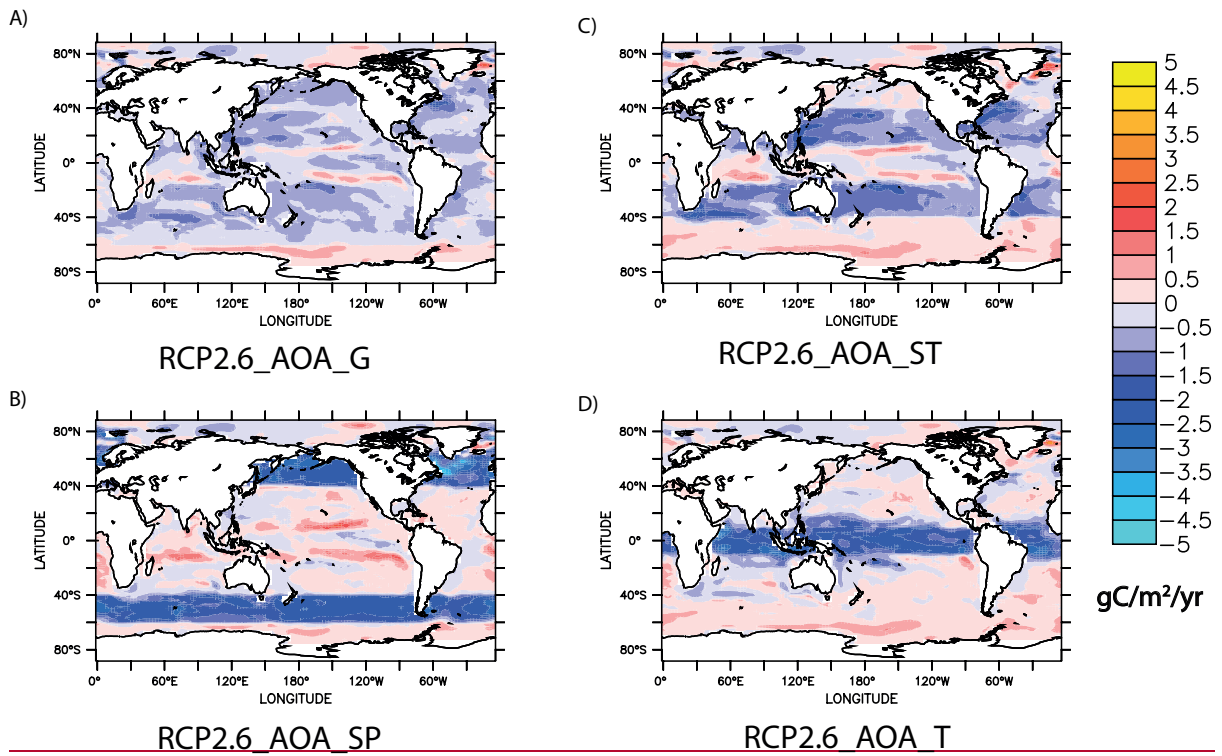 A)
80°N
40°N
0°
40°S
80°S
LATITUDE
0° 60°E 120°E 180° 120°W 60°W
LONGITUDE
RCP2.6_AOA_G
C)
80°N
40°N
0°
40°S
80°S
LATITUDE
0° 60°E 120°E 180° 120°W 60°W
LONGITUDE
RCP2.6_AOA_ST
B)
80°N
40°N
0°
40°S
80°S
LATITUDE
0° 60°E 120°E 180° 120°W 60°W
LONGITUDE
RCP2.6_AOA_SP
D)
80°N
40°N
0°
40°S
80°S
LATITUDE
0° 60°E 120°E 180° 120°W 60°W
LONGITUDE
RCP2.6_AOA_T
5
4.5
4
3.5
3
2.5
2
1.5
1
0.5
0
−0.5
−1
−1.5
−2
−2.5
−3
−3.5
−4
−4.5
−5
gC/m²/yr